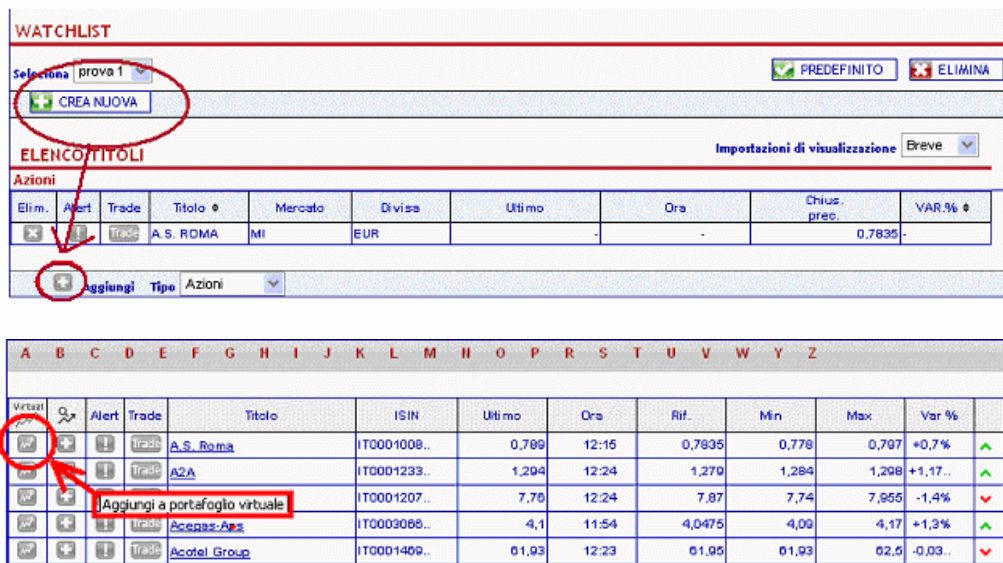 WATCHLIST
Seleziona prova 1 PREDEFINITO ELIMINA
CREA NUOVA
ELENCO TITOLI Impostazioni di visualizzazione Breve
Azioni
Elim. Alert Trade Titolo Mercato Divisa Ultimo Ora Chius. prec. VAR.%
Trade A.S. ROMA MI EUR - - 0,7835 -
Aggiungi Tipo Azioni
A B C D E F G H I J K L M N O P R S T U V W Y Z
Virtual Alert Trade Titolo ISIN Ultimo Ora Rif. Min Max Var %
Trade A.S. Roma IT0001008.. 0,789 12:15 0,7835 0,778 0,797 +0,7%
Trade A2A IT0001233.. 1,294 12:24 1,279 1,284 1,298 +1,17..
Aggiungi a portafoglio virtuale IT0001207.. 7,76 12:24 7,87 7,74 7,955 -1,4%
Trade Acegas-Aps IT0003066.. 4,1 11:54 4,0475 4,09 4,17 +1,3%
Trade Acotel Group IT0001469.. 61,93 12:23 61,95 61,93 62,5 -0,03..